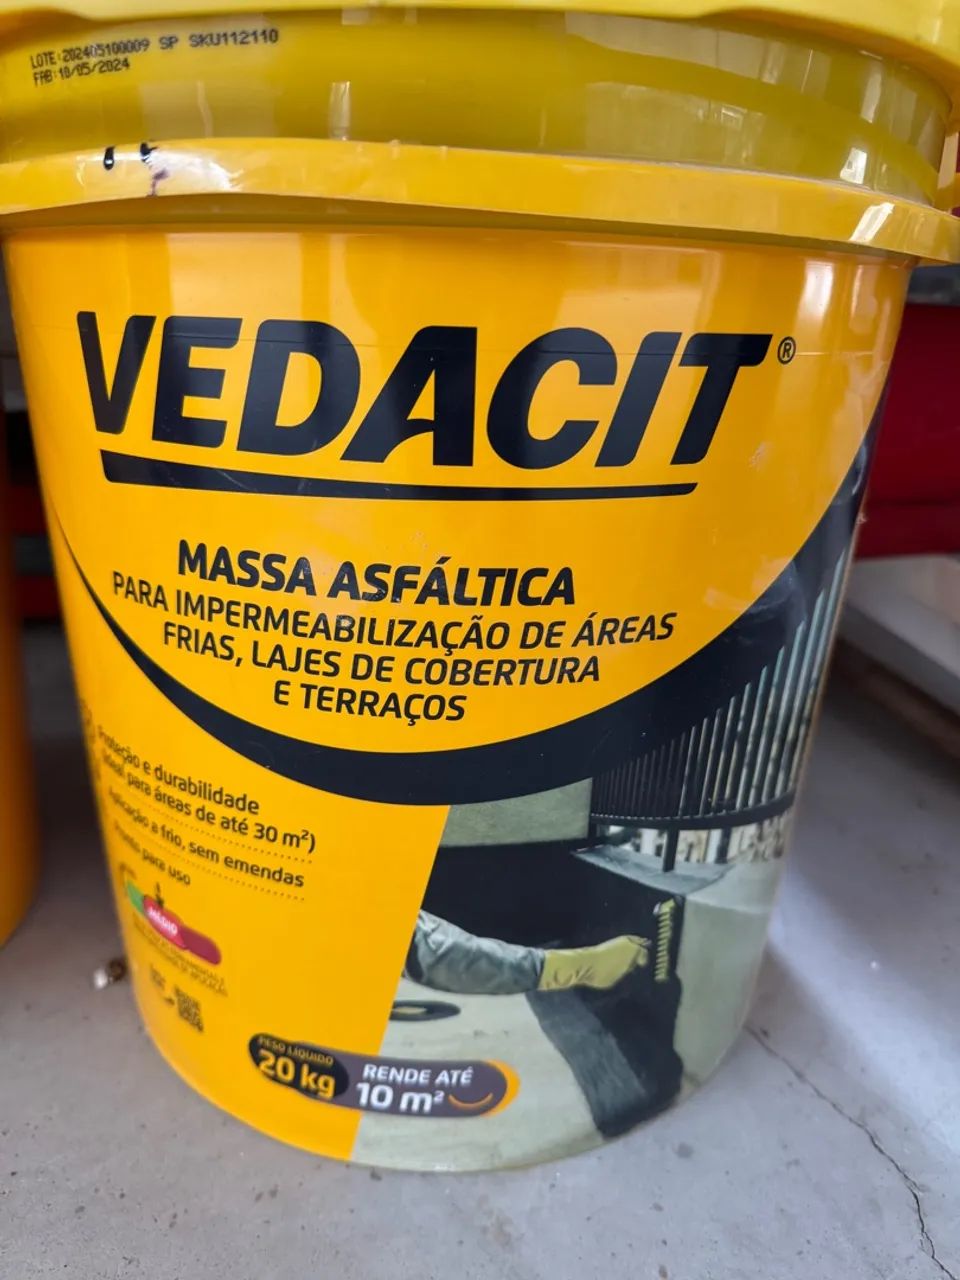 LOTE:202405100009 SP SKU112110
FAB:10/05/2024
VEDACIT®
MASSA ASFÁLTICA
PARA IMPERMEABILIZAÇÃO DE ÁREAS
FRIAS, LAJES DE COBERTURA
E TERRAÇOS
Proteção e durabilidade
ideal para áreas de até 30 m²)
Aplicação a frio, sem emendas
Pronto para uso
MÉDIO
PESO LÍQUIDO
20 kg
RENDE ATÉ
10 m²